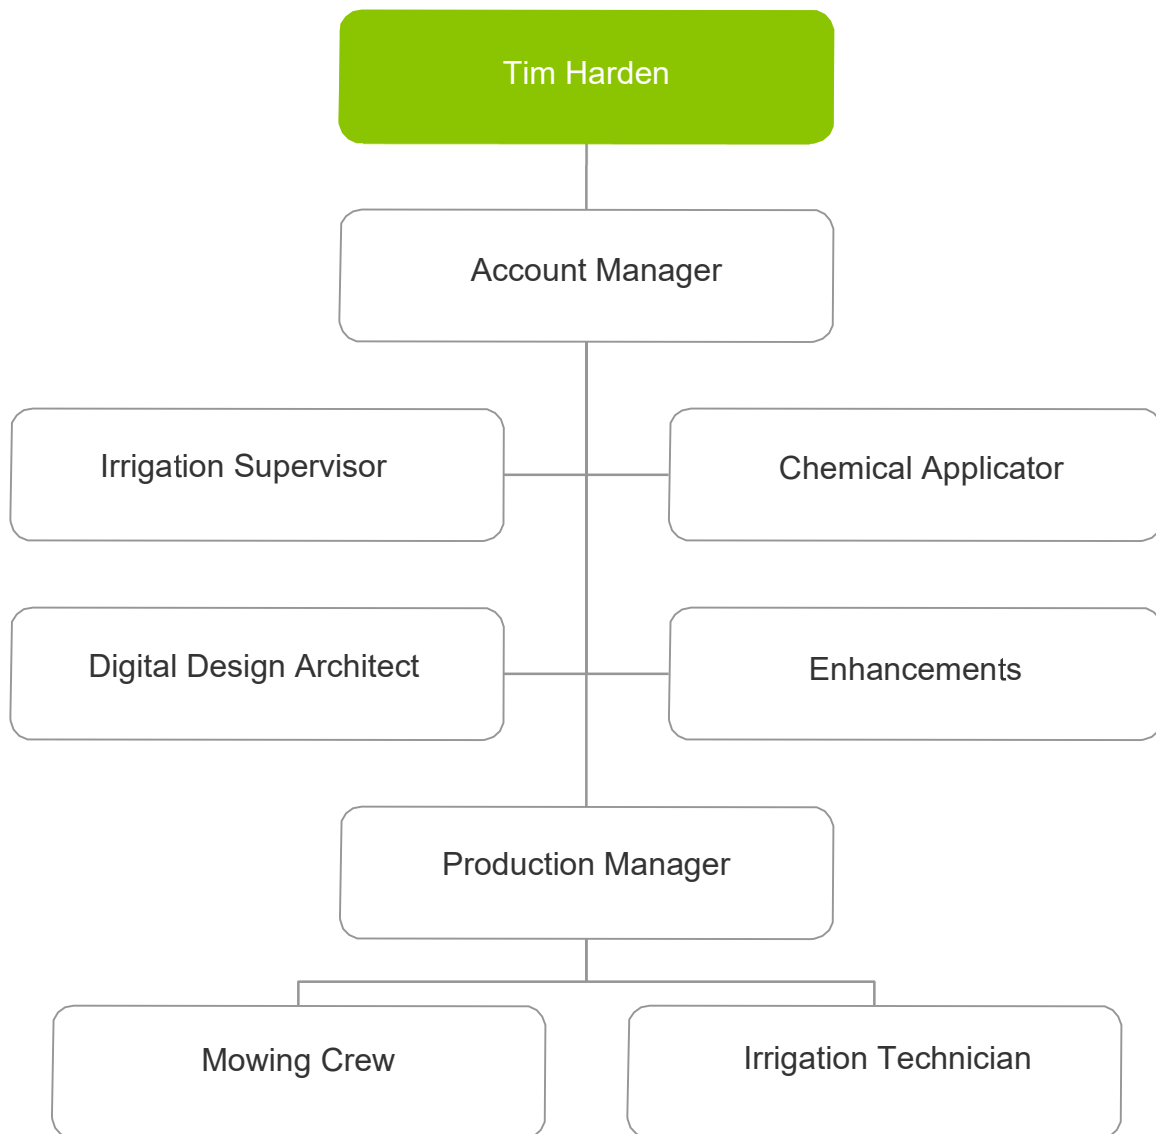 Tim Harden
Account Manager
Irrigation Supervisor
Chemical Applicator
Digital Design Architect
Enhancements
Production Manager
Mowing Crew
Irrigation Technician